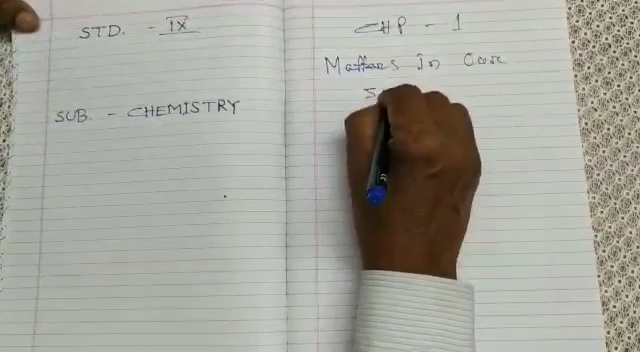 STD. - IX
SUB. - CHEMISTRY
CHP - 1
Matters In Our
S